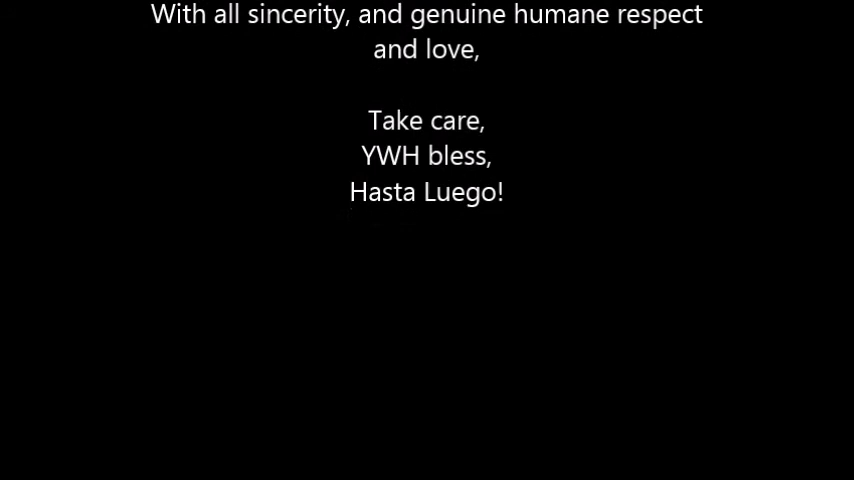 With all sincerity, and genuine humane respect
and love,
Take care,
YWH bless,
Hasta Luego!